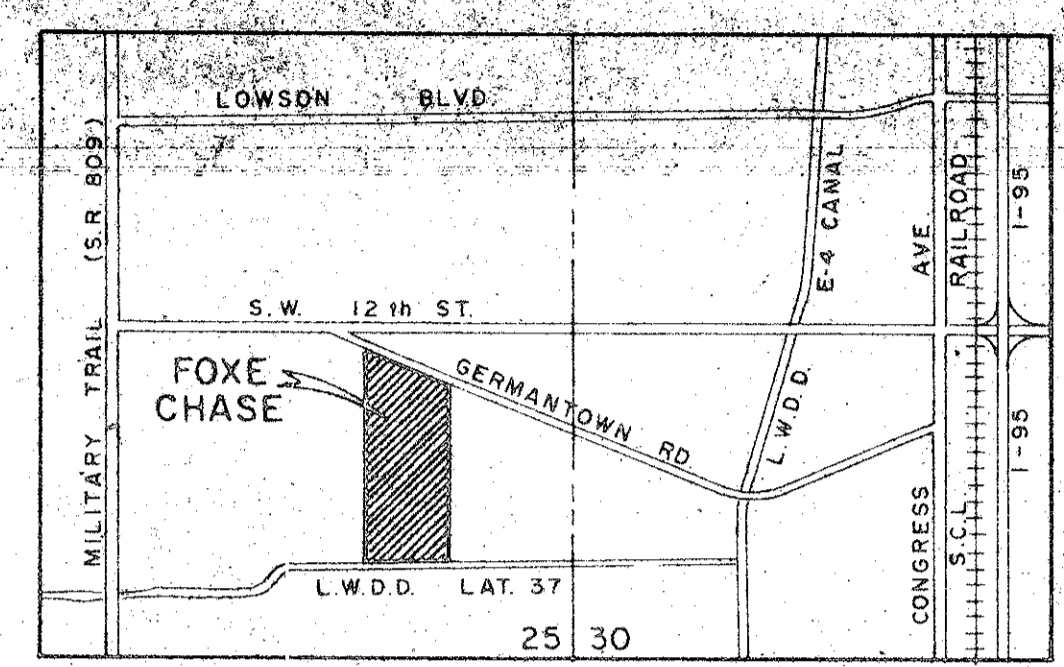 LOWSON BLVD.
MILITARY TRAIL (S.R. 809)
E-4 CANAL
AVE.
RAILROAD
I-95
S.W. 12th ST.
FOXE
CHASE
GERMANTOWN RD.
L.W.D.D.
I-95
CONGRESS
S.C.L.
L.W.D.D. LAT. 37
25 30